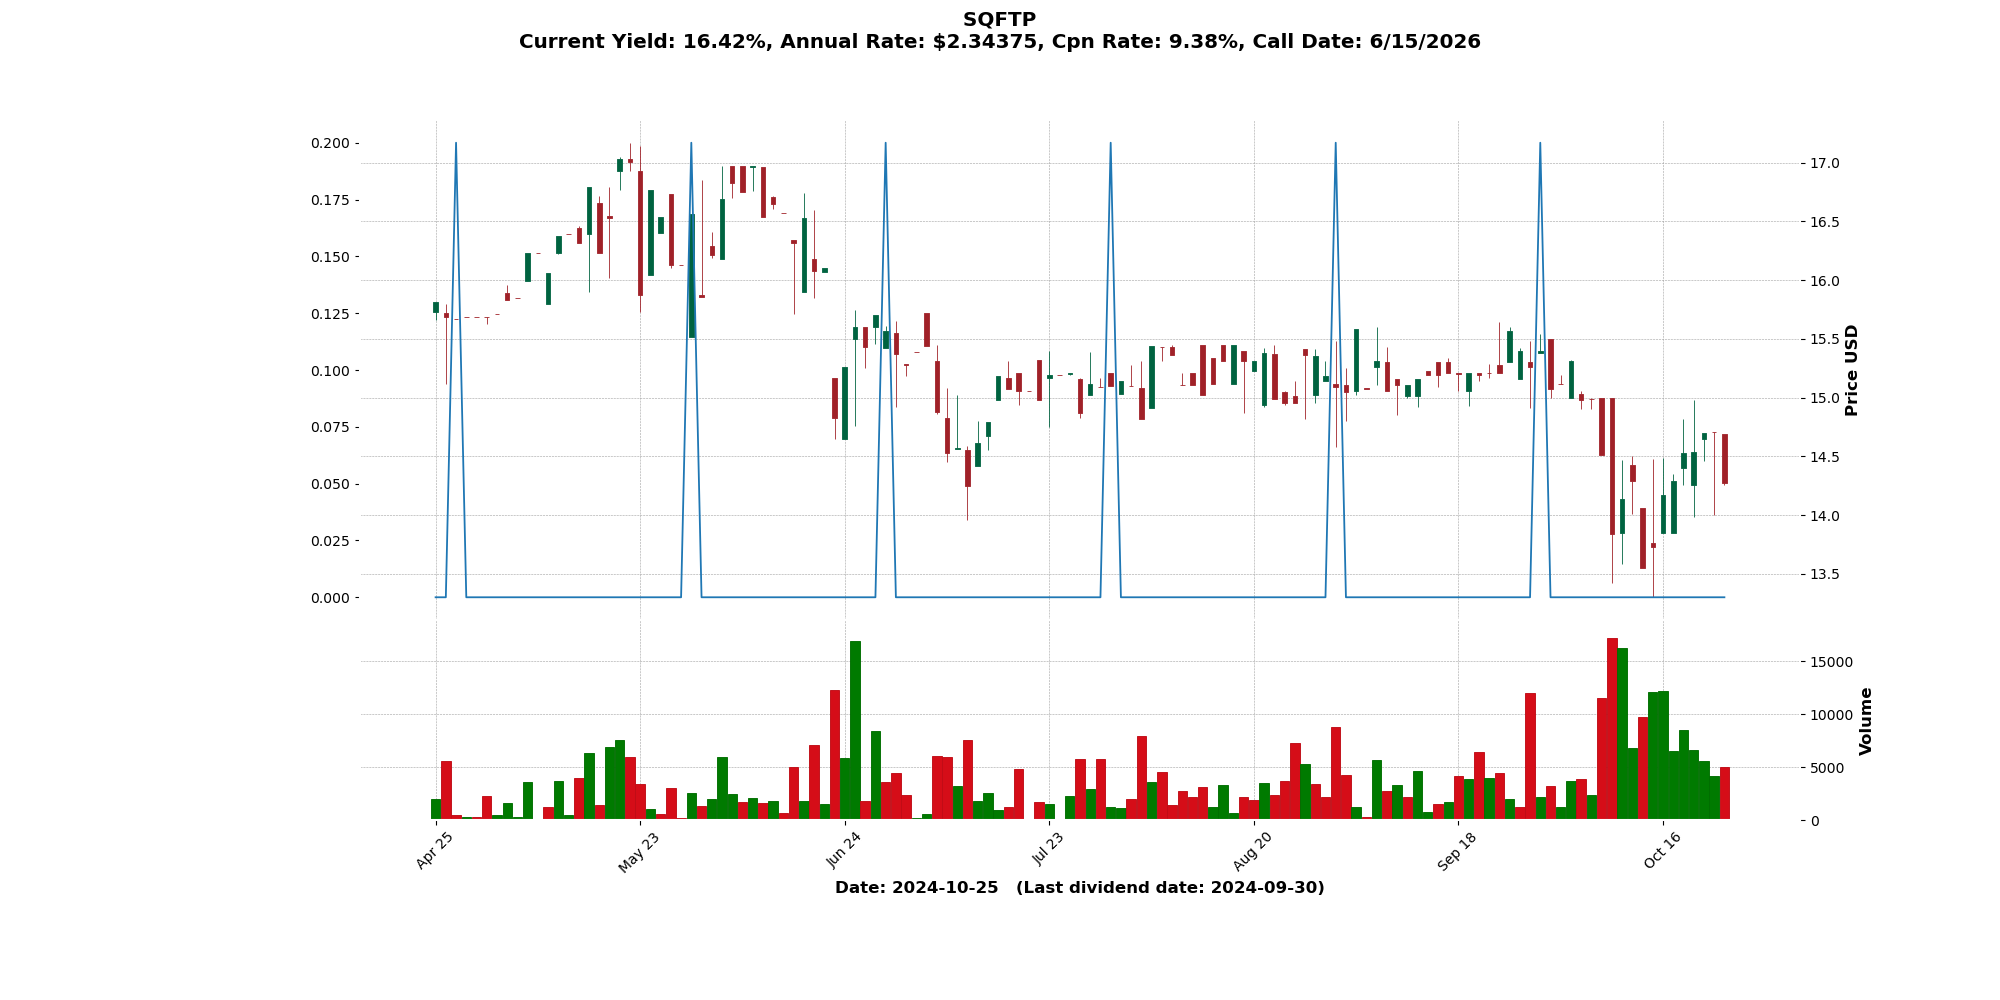 SQFTP
Current Yield: 16.42%, Annual Rate: $2.34375, Cpn Rate: 9.38%, Call Date: 6/15/2026
0.200
0.175
0.150
0.125
0.100
0.075
0.050
0.025
0.000
17.0
16.5
16.0
15.5
15.0
14.5
14.0
13.5
Price USD
15000
10000
5000
0
Volume
Apr 25
May 23
Jun 24
Jul 23
Aug 20
Sep 18
Oct 16
Date: 2024-10-25   (Last dividend date: 2024-09-30)